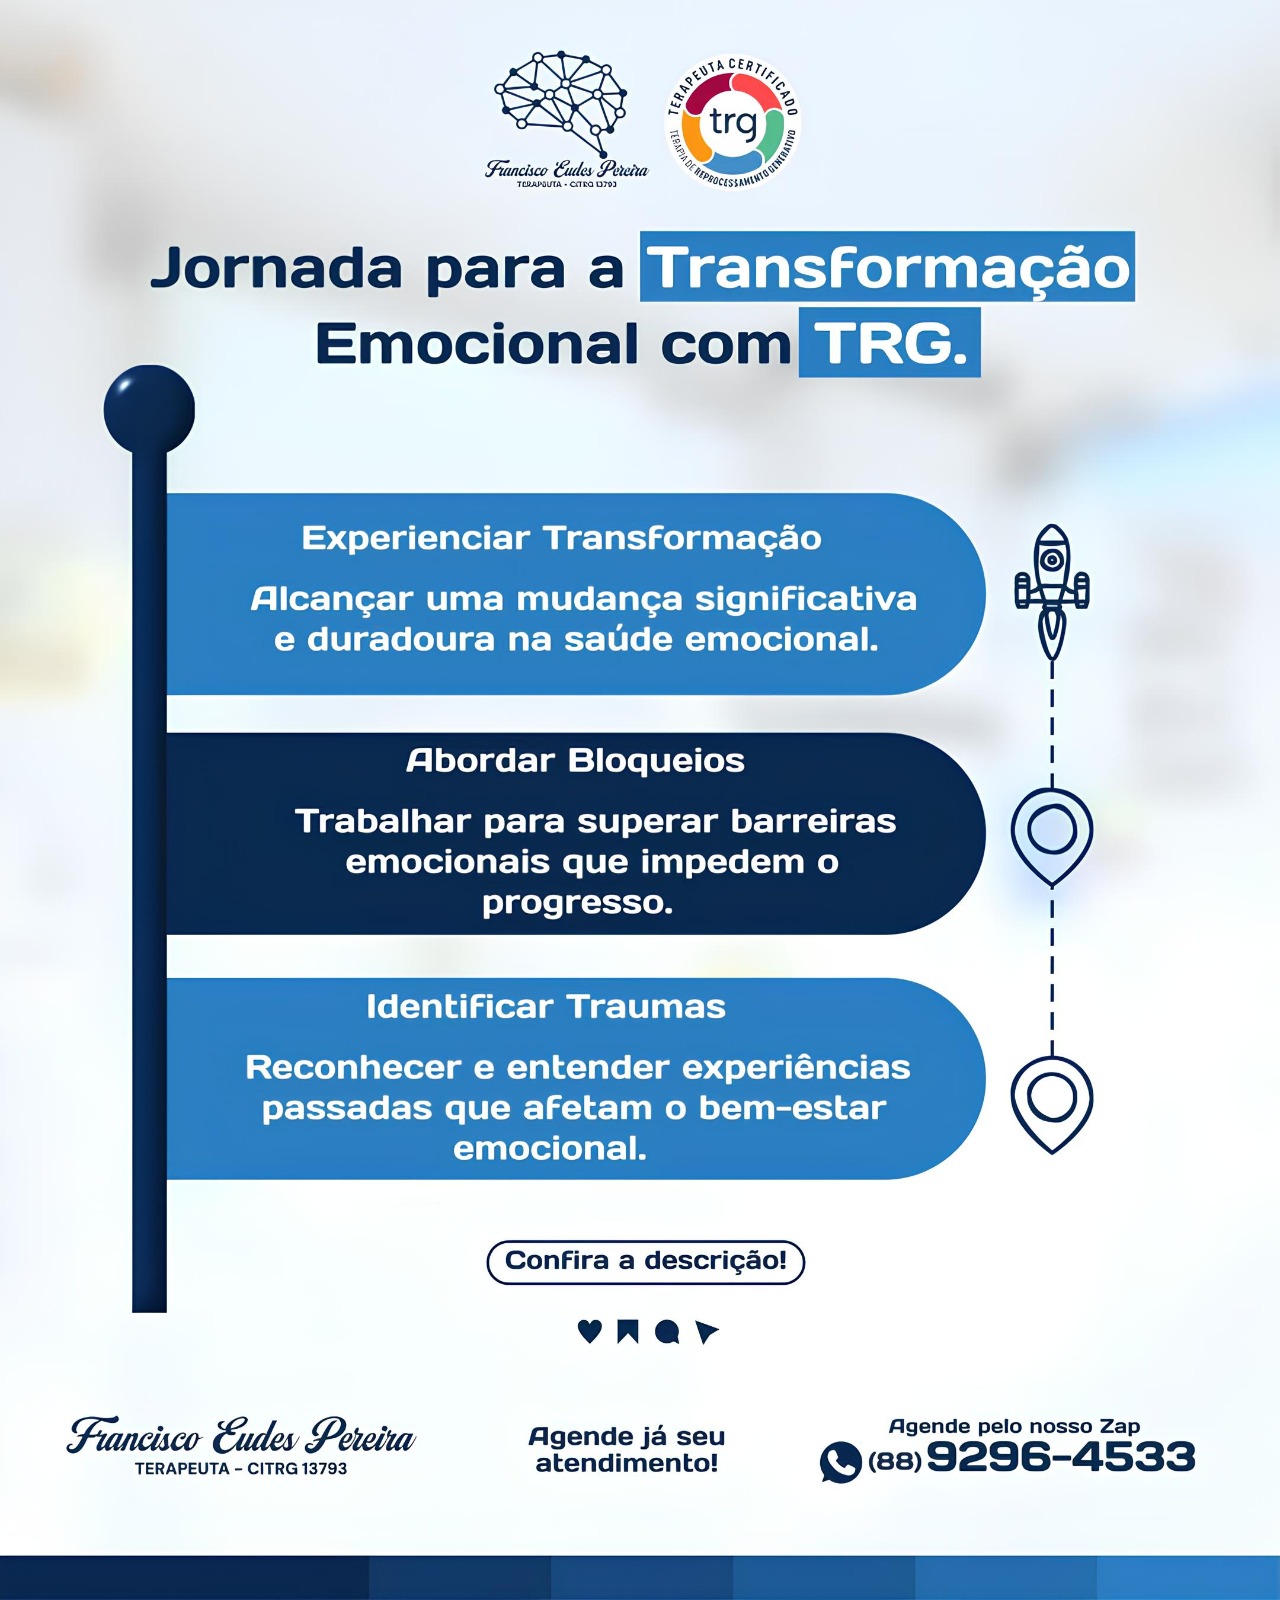 Francisco Eudes Pereira
TERAPEUTA - CITRG 13793
TERAPEUTA CERTIFICADO
trg
TERAPIA DE REPROCESSAMENTO GENERATIVO
Jornada para a Transformação
Emocional com TRG.
Experienciar Transformação
Alcançar uma mudança significativa
e duradoura na saúde emocional.
Abordar Bloqueios
Trabalhar para superar barreiras
emocionais que impedem o
progresso.
Identificar Traumas
Reconhecer e entender experiências
passadas que afetam o bem-estar
emocional.
Confira a descrição!
Francisco Eudes Pereira
TERAPEUTA - CITRG 13793
Agende já seu
atendimento!
Agende pelo nosso Zap
(88) 9296-4533